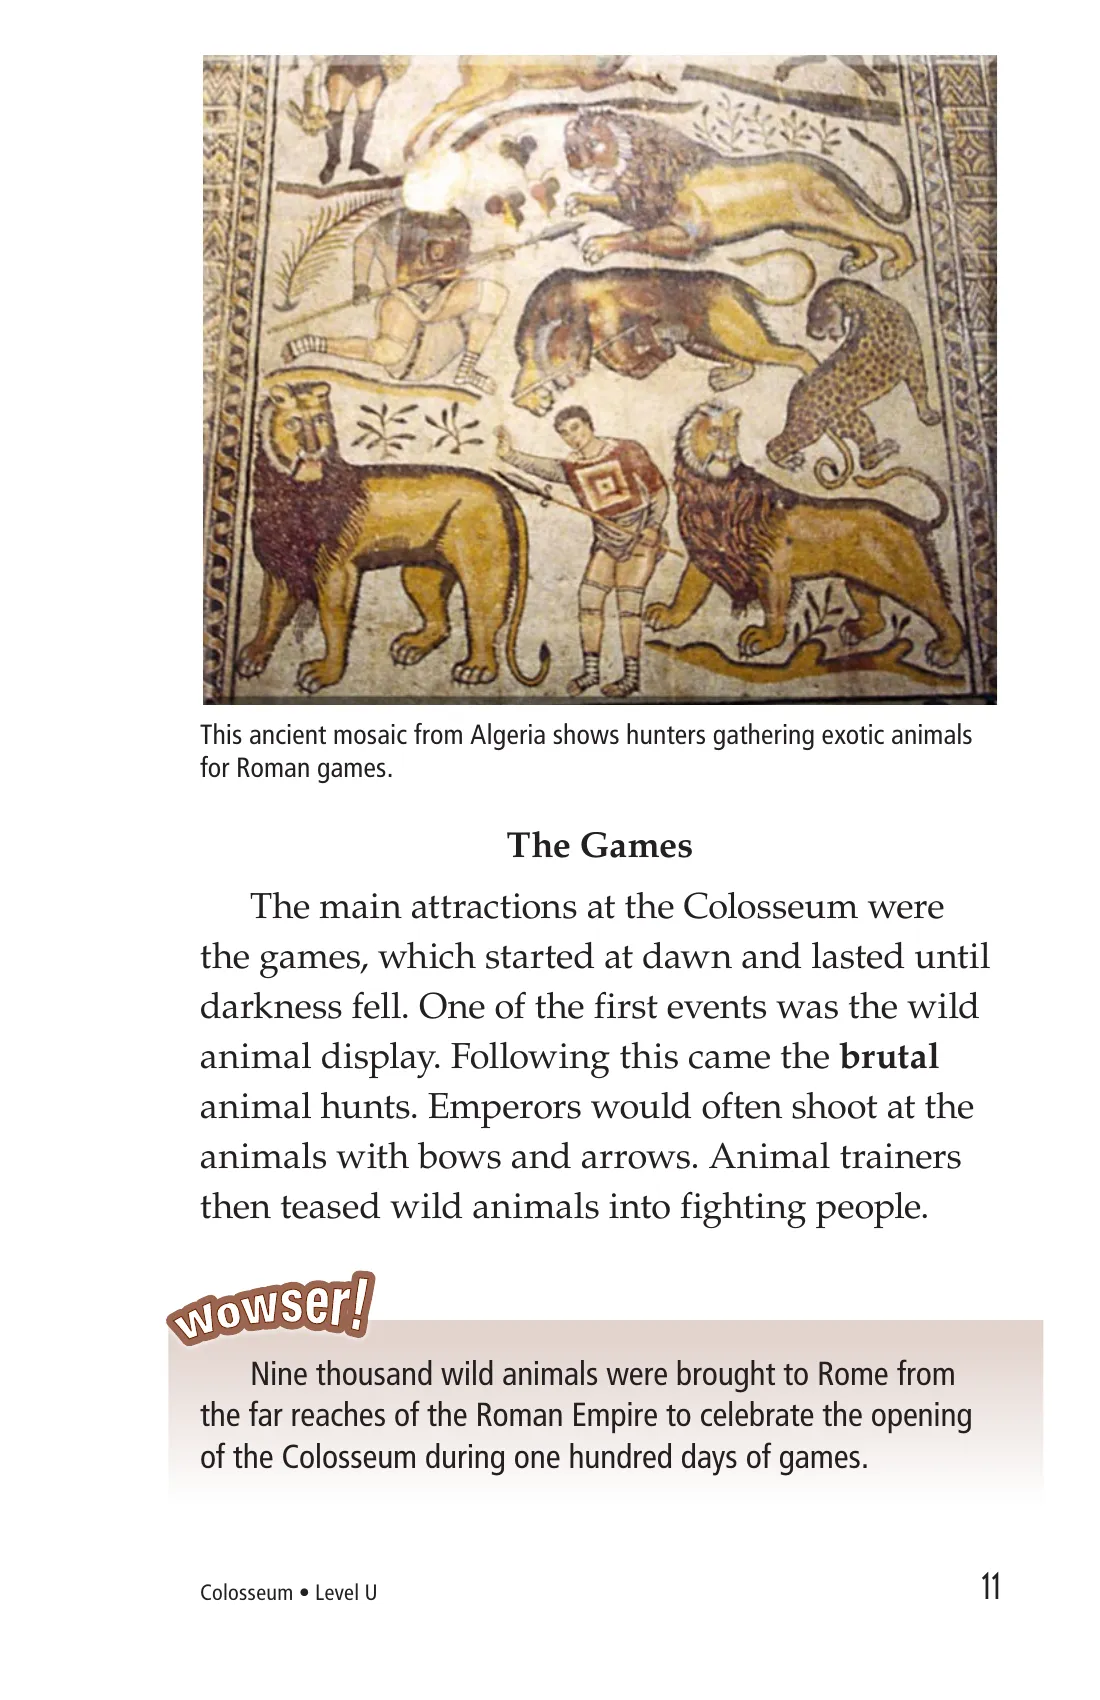 This ancient mosaic from Algeria shows hunters gathering exotic animals
for Roman games.
The Games
The main attractions at the Colosseum were
the games, which started at dawn and lasted until
darkness fell. One of the first events was the wild
animal display. Following this came the brutal
animal hunts. Emperors would often shoot at the
animals with bows and arrows. Animal trainers
then teased wild animals into fighting people.
Wowser!
Nine thousand wild animals were brought to Rome from
the far reaches of the Roman Empire to celebrate the opening
of the Colosseum during one hundred days of games.
Colosseum • Level U
11